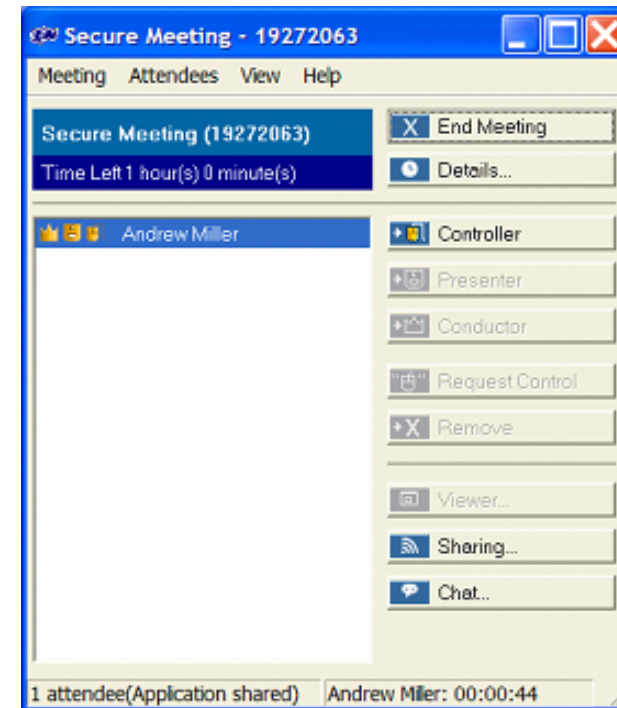 Secure Meeting - 19272063
Meeting Attendees View Help
Secure Meeting (19272063)
Time Left 1 hour(s) 0 minute(s)
Andrew Miller
End Meeting
Details...
Controller
Presenter
Conductor
"
"
Request Control
Remove
Viewer...
Sharing...
Chat...
1 attendee(Application shared)
Andrew Miller: 00:00:44